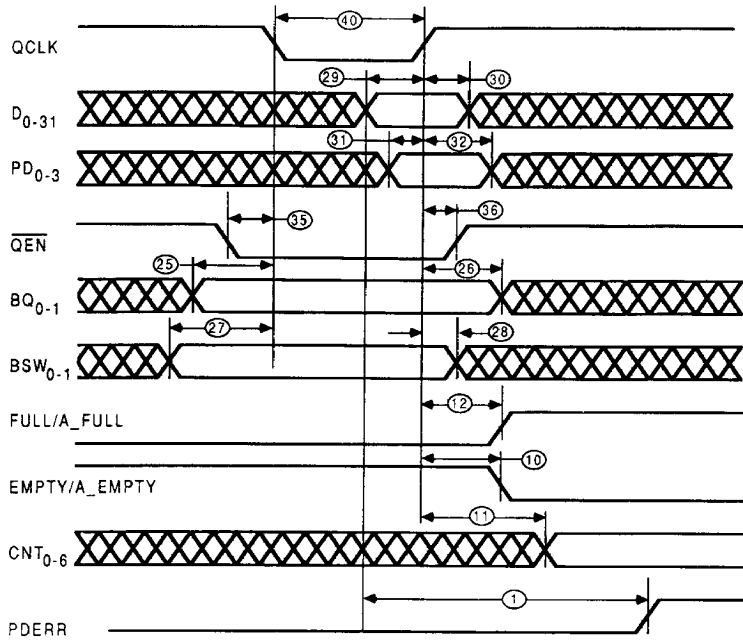 40
QCLK
29
30
D0-31
31
32
PD0-3
35
36
QEN
25
26
BQ0-1
27
28
BSW0-1
12
FULL/A_FULL
10
EMPTY/A_EMPTY
11
CNT0-6
1
PDERR